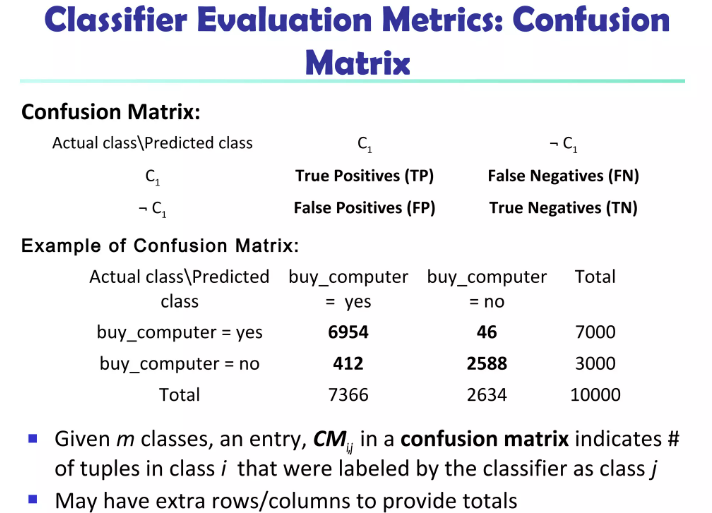 Classifier Evaluation Metrics: Confusion
Matrix
Confusion Matrix:
Actual class\Predicted class C1 ¬ C1
C1 True Positives (TP) False Negatives (FN)
¬ C1 False Positives (FP) True Negatives (TN)
Example of Confusion Matrix:
Actual class\Predicted buy_computer buy_computer Total
class = yes = no
buy_computer = yes 6954 46 7000
buy_computer = no 412 2588 3000
Total 7366 2634 10000
Given m classes, an entry, CMi,j in a confusion matrix indicates #
of tuples in class i that were labeled by the classifier as class j
May have extra rows/columns to provide totals